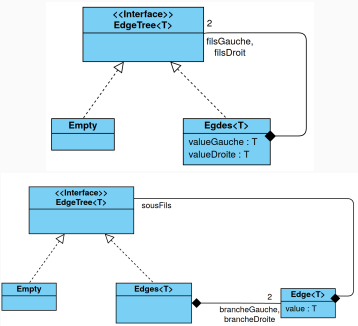 <<Interface>>
EdgeTree<T>
2
filsGauche,
filsDroit
Empty
Egdes<T>
valueGauche : T
valueDroite : T
<<Interface>>
EdgeTree<T>
sousFils
Empty
Edges<T>
2
brancheGauche,
brancheDroite
Edge<T>
value : T